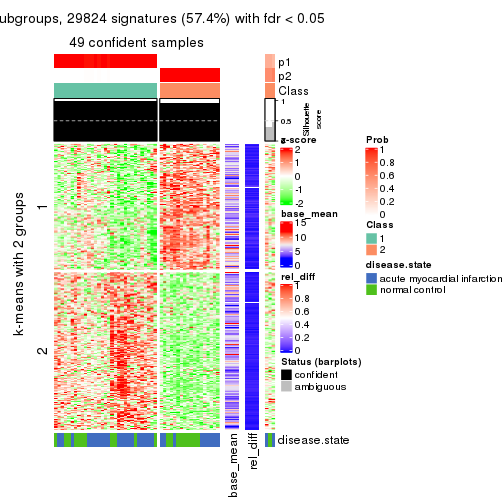 ubgroups, 29824 signatures (57.4%) with fdr < 0.05
49 confident samples
p1
p2
Class
1
0.5
Silhouette
score
k-means with 2 groups
1
2
z-score
2
1
0
-1
-2
base_mean
15
10
5
0
rel_diff
1
0.8
0.6
0.4
0.2
0
Status (barplots)
confident
ambiguous
Prob
1
0.8
0.6
0.4
0.2
0
Class
1
2
disease.state
acute myocardial infarction
normal control
disease.state
base_mean
rel_diff